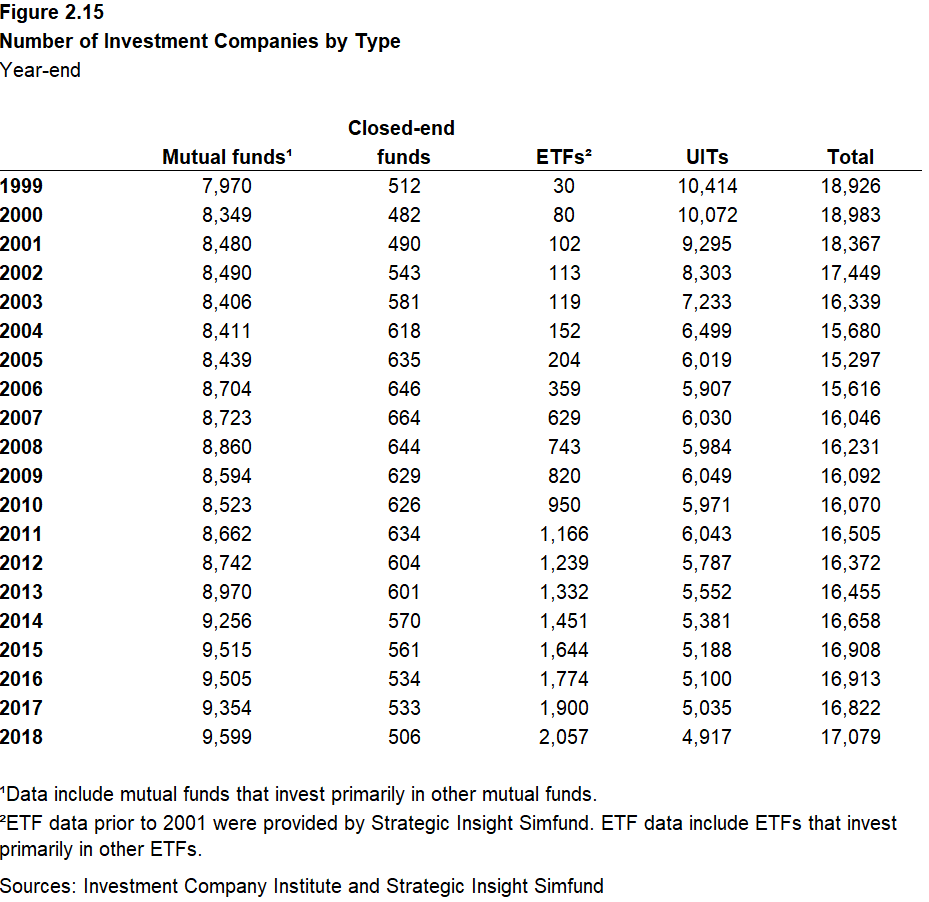 Figure 2.15
Number of Investment Companies by Type
Year-end
Closed-end
Mutual funds¹ funds ETFs² UITs Total
1999 7,970 512 30 10,414 18,926
2000 8,349 482 80 10,072 18,983
2001 8,480 490 102 9,295 18,367
2002 8,490 543 113 8,303 17,449
2003 8,406 581 119 7,233 16,339
2004 8,411 618 152 6,499 15,680
2005 8,439 635 204 6,019 15,297
2006 8,704 646 359 5,907 15,616
2007 8,723 664 629 6,030 16,046
2008 8,860 644 743 5,984 16,231
2009 8,594 629 820 6,049 16,092
2010 8,523 626 950 5,971 16,070
2011 8,662 634 1,166 6,043 16,505
2012 8,742 604 1,239 5,787 16,372
2013 8,970 601 1,332 5,552 16,455
2014 9,256 570 1,451 5,381 16,658
2015 9,515 561 1,644 5,188 16,908
2016 9,505 534 1,774 5,100 16,913
2017 9,354 533 1,900 5,035 16,822
2018 9,599 506 2,057 4,917 17,079
¹Data include mutual funds that invest primarily in other mutual funds.
²ETF data prior to 2001 were provided by Strategic Insight Simfund. ETF data include ETFs that invest
primarily in other ETFs.
Sources: Investment Company Institute and Strategic Insight Simfund